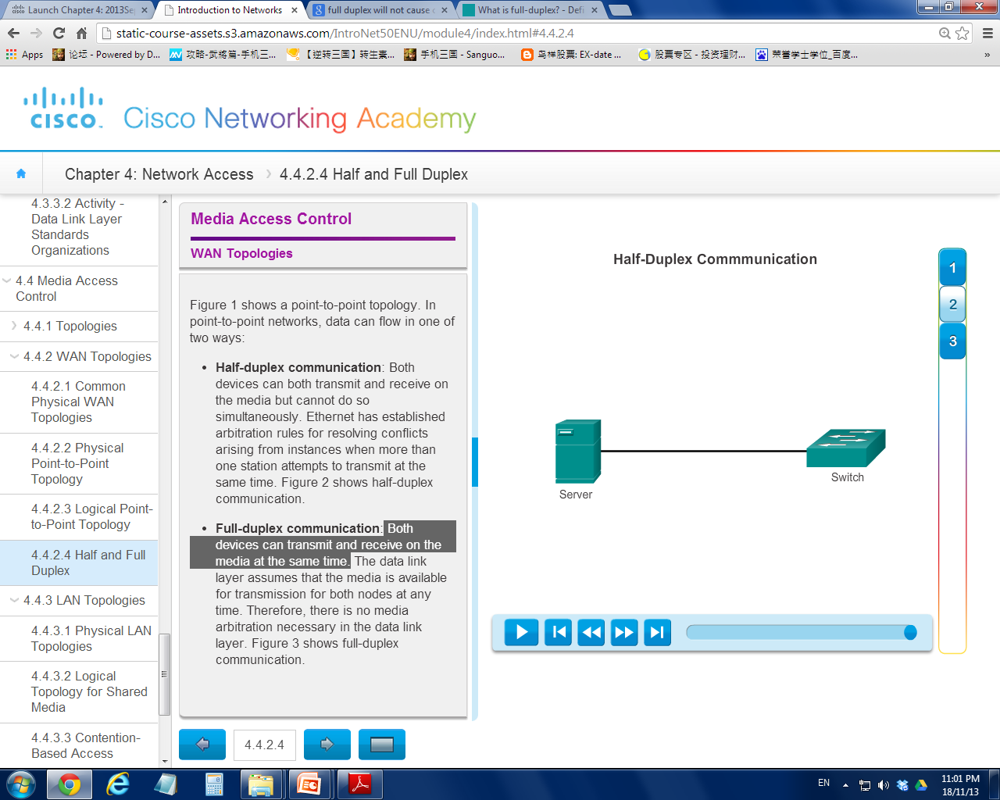 Launch Chapter 4: 2013Se
Introduction to Networks
full duplex will not cause
What is full-duplex? - Defi
static-course-assets.s3.amazonaws.com/IntroNet50ENU/module4/index.html#4.4.2.4
Apps
论坛 - Powered by D...
攻略-武將篇-手机三...
【逆转三国】转生素...
手机三国 - Sanguo...
鸟样股票: EX-date ...
股票专区 - 投资理财...
荣誉学士学位_百度...
»
CISCO
Cisco Networking Academy
Chapter 4: Network Access
4.4.2.4 Half and Full Duplex
4.3.3.2 Activity -
Data Link Layer
Standards
Organizations
4.4 Media Access
Control
4.4.1 Topologies
4.4.2 WAN Topologies
4.4.2.1 Common
Physical WAN
Topologies
4.4.2.2 Physical
Point-to-Point
Topology
4.4.2.3 Logical Point-
to-Point Topology
4.4.2.4 Half and Full
Duplex
4.4.3 LAN Topologies
4.4.3.1 Physical LAN
Topologies
4.4.3.2 Logical
Topology for Shared
Media
4.4.3.3 Contention-
Based Access
Media Access Control
WAN Topologies
Figure 1 shows a point-to-point topology. In
point-to-point networks, data can flow in one of
two ways:
• Half-duplex communication: Both
devices can both transmit and receive on
the media but cannot do so
simultaneously. Ethernet has established
arbitration rules for resolving conflicts
arising from instances when more than
one station attempts to transmit at the
same time. Figure 2 shows half-duplex
communication.
• Full-duplex communication: Both
devices can transmit and receive on the
media at the same time. The data link
layer assumes that the media is available
for transmission for both nodes at any
time. Therefore, there is no media
arbitration necessary in the data link
layer. Figure 3 shows full-duplex
communication.
4.4.2.4
Half-Duplex Commmunication
Server
Switch
1
2
3
EN
11:01 PM
18/11/13